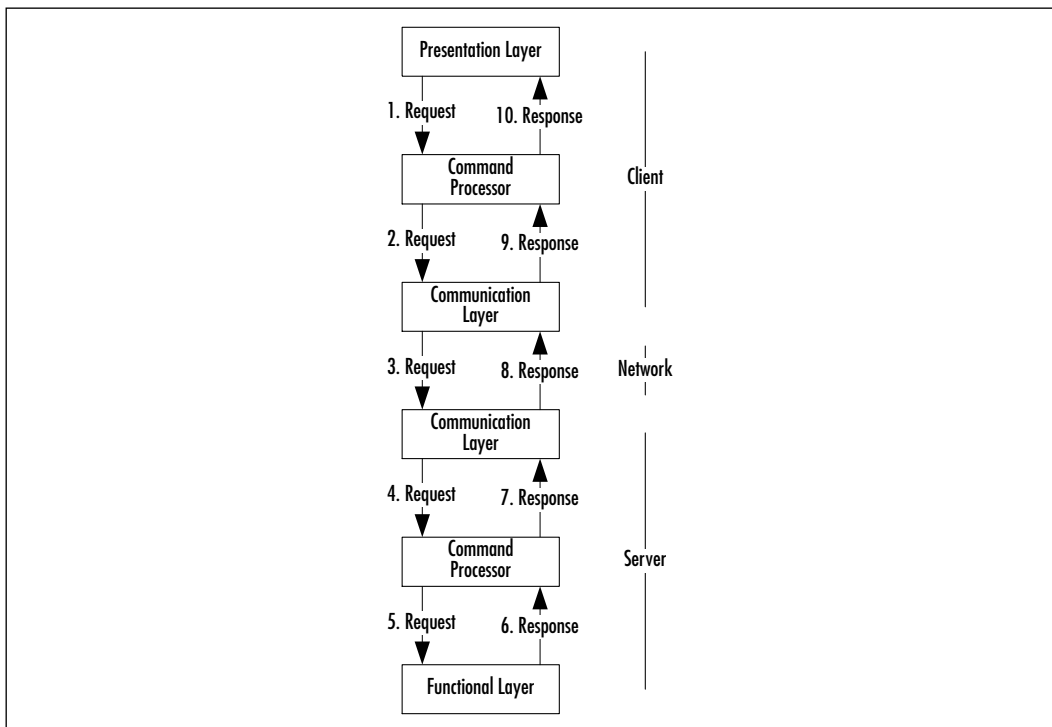 Presentation Layer
1. Request
10. Response
Command
Processor
Client
2. Request
9. Response
Communication
Layer
3. Request
8. Response
Network
Communication
Layer
4. Request
7. Response
Command
Processor
Server
5. Request
6. Response
Functional Layer